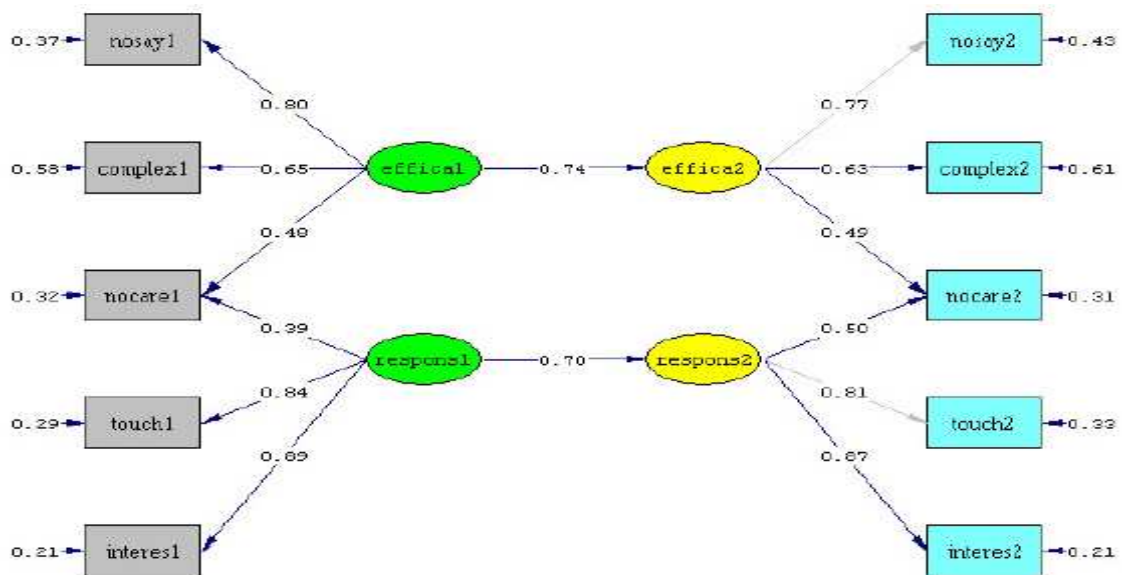 0.37 nosay1 nosay2 0.43
0.80 0.77
0.58 complex1 0.65 effica1 0.74 effica2 0.63 complex2 0.61
0.48 0.49
0.32 nocare1 nocare2 0.31
0.39 0.50
respons1 0.70 respons2
0.84 0.81
0.29 touch1 touch2 0.33
0.89 0.87
0.21 interes1 interes2 0.21